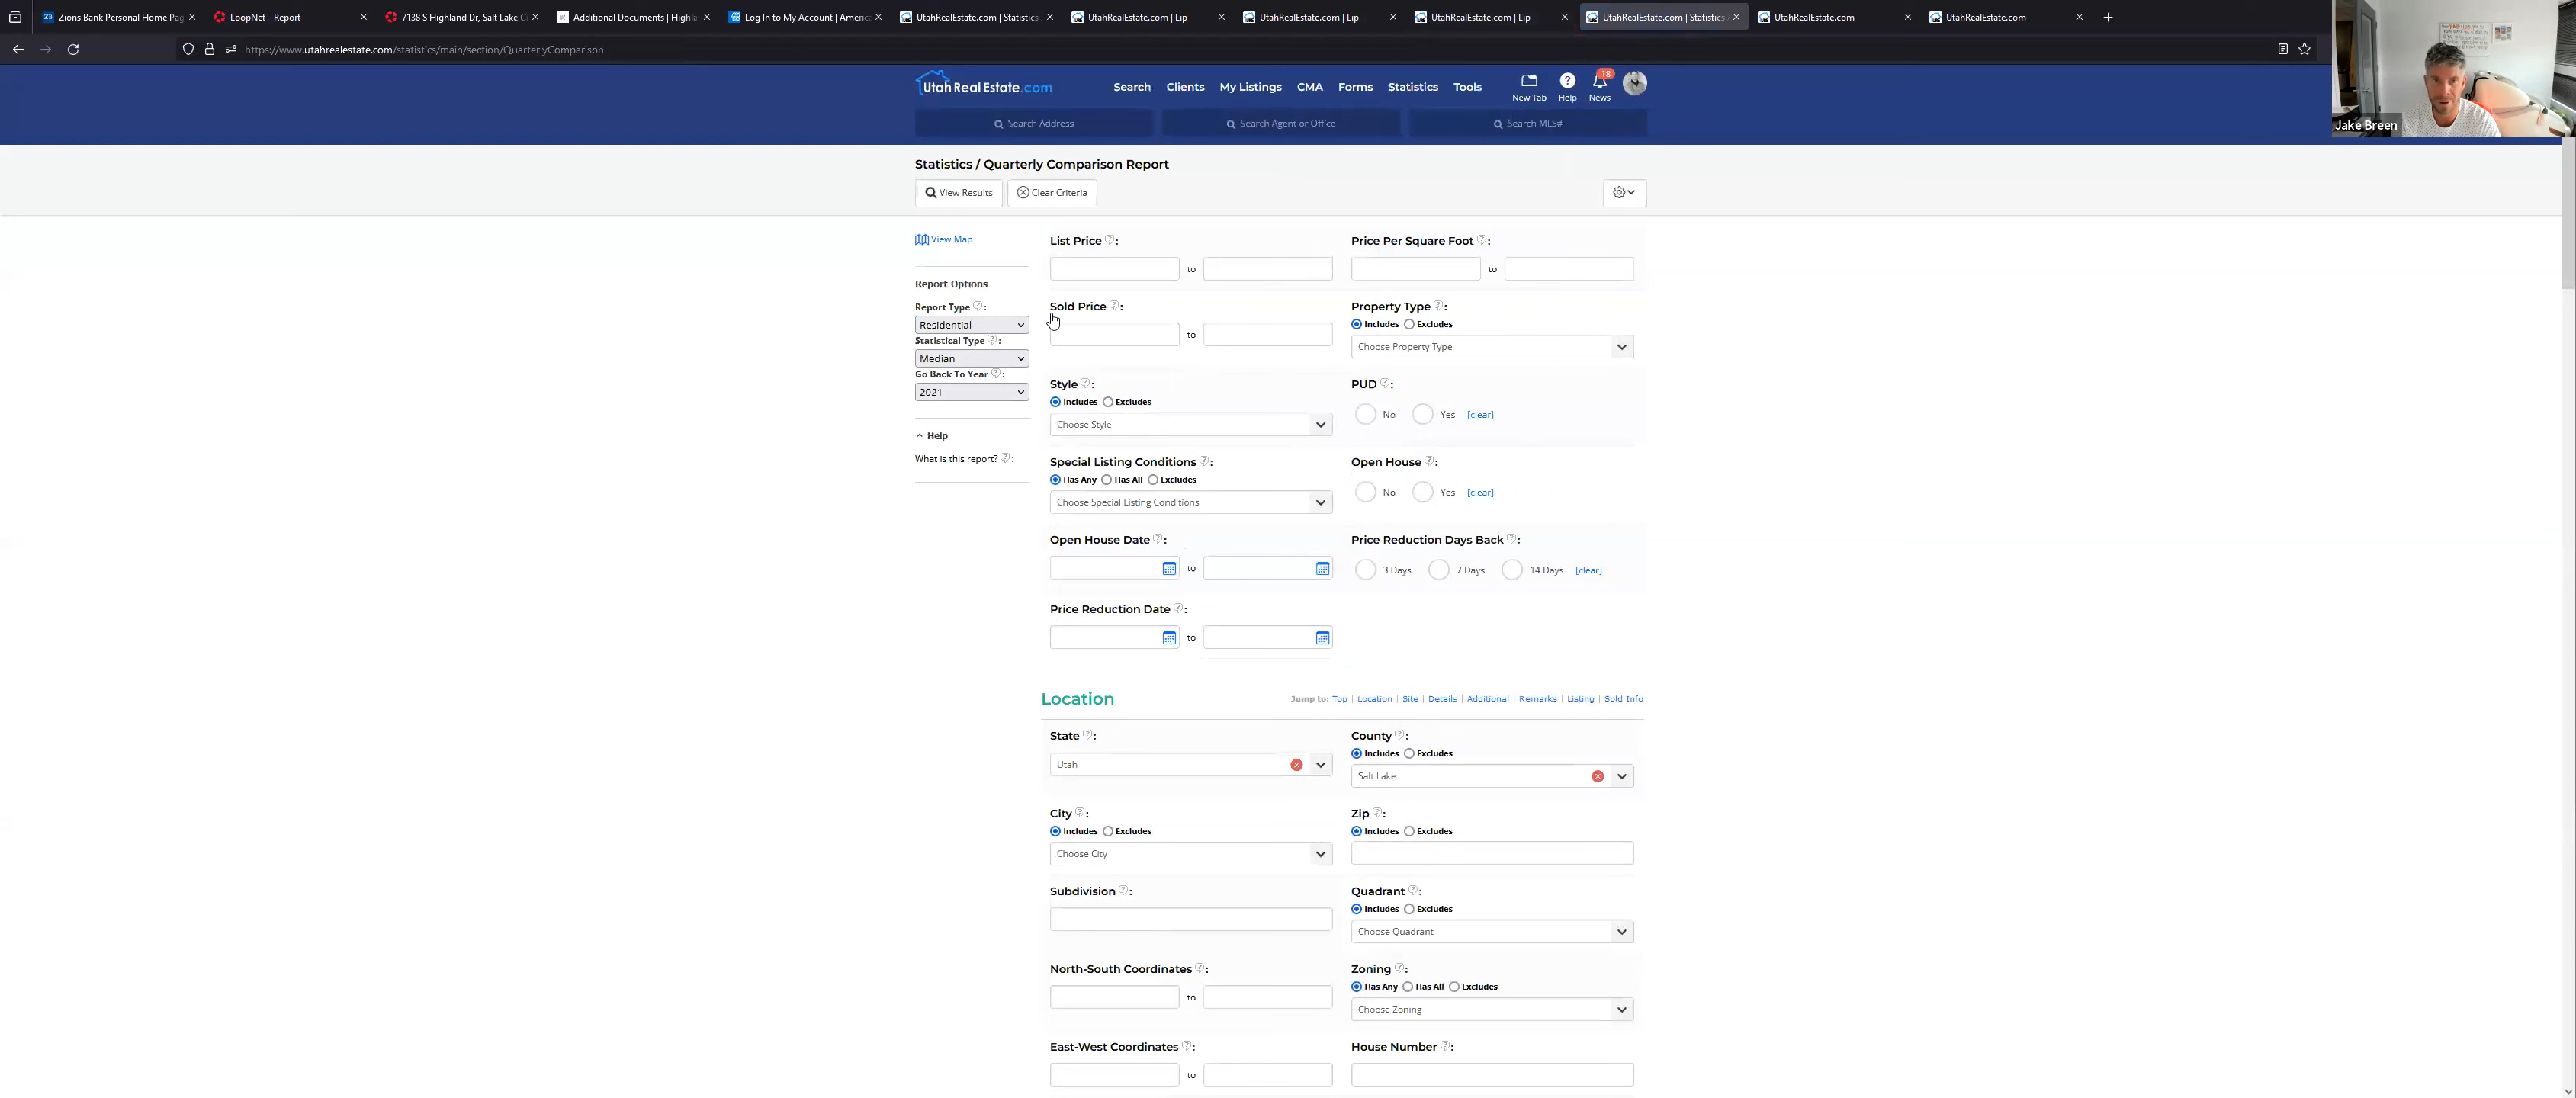 Zions Bank Personal Home Pag
LoopNet - Report
7138 S Highland Dr, Salt Lake Ci
Additional Documents | Highla
Log In to My Account | America
UtahRealEstate.com | Statistics
UtahRealEstate.com | Lip
UtahRealEstate.com | Lip
UtahRealEstate.com | Lip
UtahRealEstate.com | Statistics
UtahRealEstate.com
UtahRealEstate.com
https://www.utahrealestate.com/statistics/main/section/QuarterlyComparison
Jake Breen
UtahRealEstate.com
Search Clients My Listings CMA Forms Statistics Tools
New Tab Help 18 News
Search Address Search Agent or Office Search MLS#
Statistics / Quarterly Comparison Report
View Results Clear Criteria
View Map
Report Options
Report Type ? :
Residential
Statistical Type ? :
Median
Go Back To Year ? :
2021
Help
What is this report? ? :
List Price ? : Price Per Square Foot ? :
to to
Sold Price ? : Property Type ? :
Includes Excludes
to Choose Property Type
Style ? : PUD ? :
Includes Excludes
No Yes [clear]
Choose Style
Special Listing Conditions ? : Open House ? :
Has Any Has All Excludes
No Yes [clear]
Choose Special Listing Conditions
Open House Date ? : Price Reduction Days Back ? :
to 3 Days 7 Days 14 Days [clear]
Price Reduction Date ? :
to
Location Jump to: Top | Location | Site | Details | Additional | Remarks | Listing | Sold Info
State ? : County ? :
Includes Excludes
Utah Salt Lake
City ? : Zip ? :
Includes Excludes Includes Excludes
Choose City
Subdivision ? : Quadrant ? :
Includes Excludes
Choose Quadrant
North-South Coordinates ? : Zoning ? :
Has Any Has All Excludes
to Choose Zoning
East-West Coordinates ? : House Number ? :
to